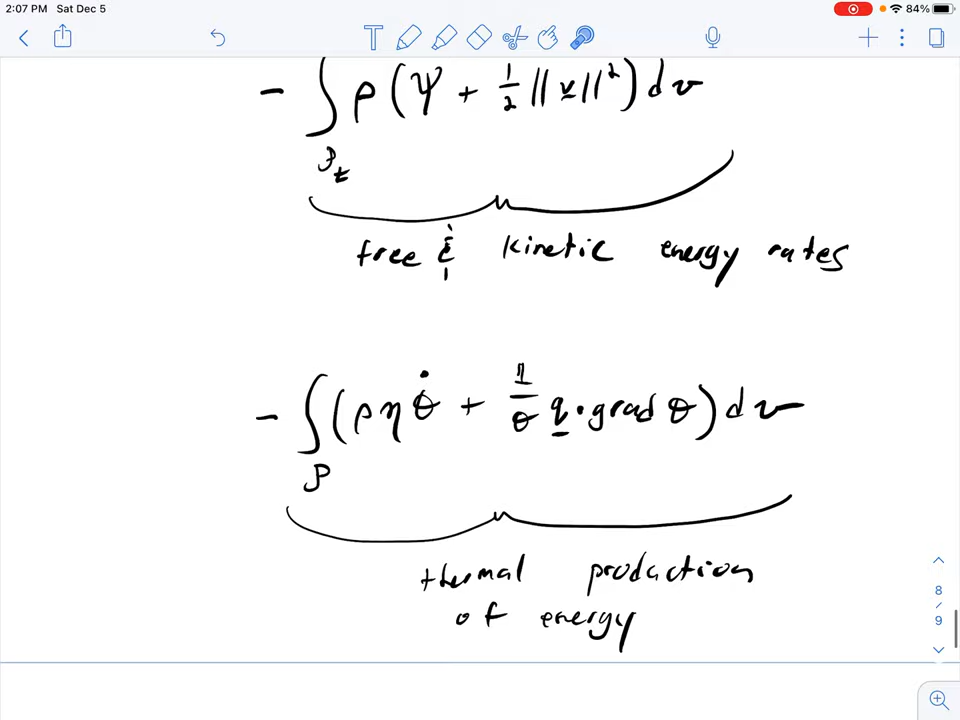 2:07 PM Sat Dec 5
84%
T
- ∫ ρ (ψ + 1/2 ||v||²) dv
P_t
free & kinetic energy rates
- ∫ (ρ η θ̇ + 1/θ q · grad θ) dv
P
thermal production
of energy
8
/
9